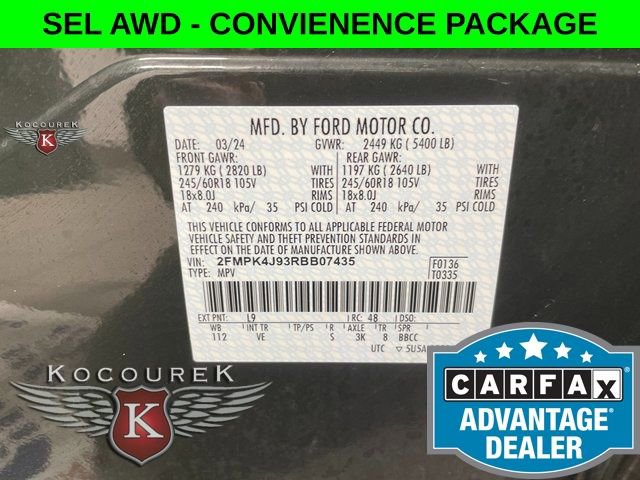 SEL AWD - CONVIENENCE PACKAGE
KOCOUREK
K
MFD. BY FORD MOTOR CO.
DATE: 03/24 GVWR: 2449 KG ( 5400 LB)
FRONT GAWR: REAR GAWR:
1279 KG ( 2820 LB) WITH 1197 KG ( 2640 LB) WITH
245/60R18 105V TIRES 245/60R18 105V TIRES
18x8.0J RIMS 18x8.0J RIMS
AT 240 kPa/ 35 PSI COLD AT 240 kPa/ 35 PSI COLD
THIS VEHICLE CONFORMS TO ALL APPLICABLE FEDERAL MOTOR
VEHICLE SAFETY AND THEFT PREVENTION STANDARDS IN
EFFECT ON THE DATE OF MANUFACTURE SHOWN ABOVE.
VIN: 2FMPK4J93RBB07435 F0136
TYPE: MPV T0335
EXT PNT: L9 RC: 48 DSO:
WB INT TR TP/PS R AXLE TR SPR
112 VE S 3K 8 BBCC
UTC
KOCOUREK
K
CARFAX
ADVANTAGE
DEALER